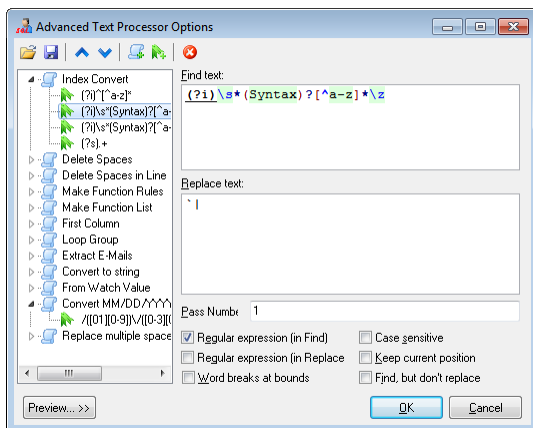 Advanced Text Processor Options
Index Convert
(?i)^[^a-z]*
(?i)\s*(Syntax)?[^a-
(?i)\s*(Syntax)?[^a-
(?s).+
Delete Spaces
Delete Spaces in Line
Make Function Rules
Make Function List
First Column
Loop Group
Extract E-Mails
Convert to string
From Watch Value
Convert MM/DD/YYYY
/([01][0-9])\/([0-3][0
Replace multiple space
Find text:
(?i)\s*(Syntax)?[^a-z]*\z
Replace text:
`
Pass Numbe
1
Regular expression (in Find)
Case sensitive
Regular expression (in Replace
Keep current position
Word breaks at bounds
Find, but don't replace
Preview... >>
OK
Cancel